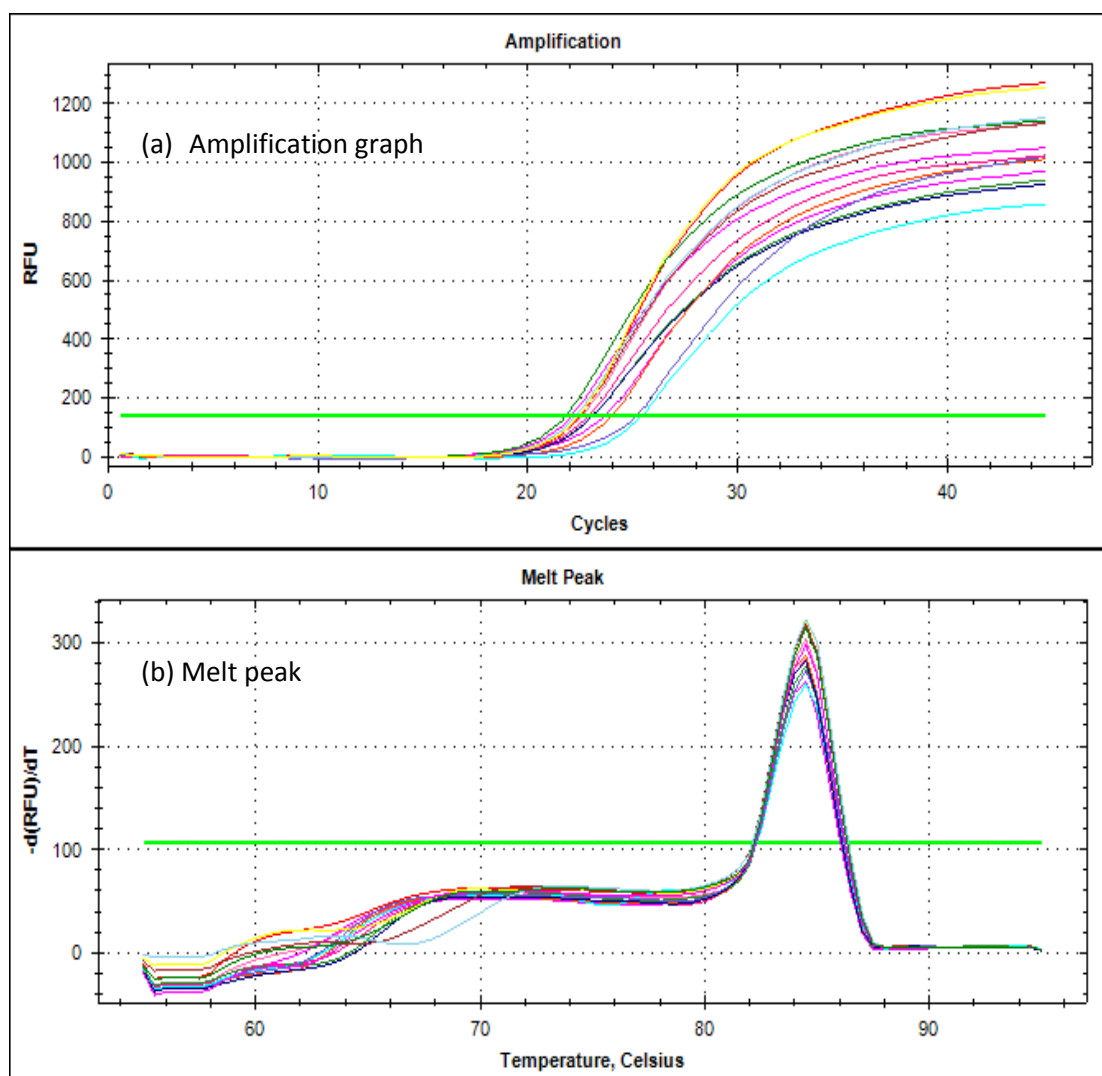 Amplification
1200
(a) Amplification graph
1000
800
RFU
600
400
200
0
0 10 20 30 40
Cycles
Melt Peak
300
(b) Melt peak
-d(RFU)/dT
200
100
0
60 70 80 90
Temperature, Celsius